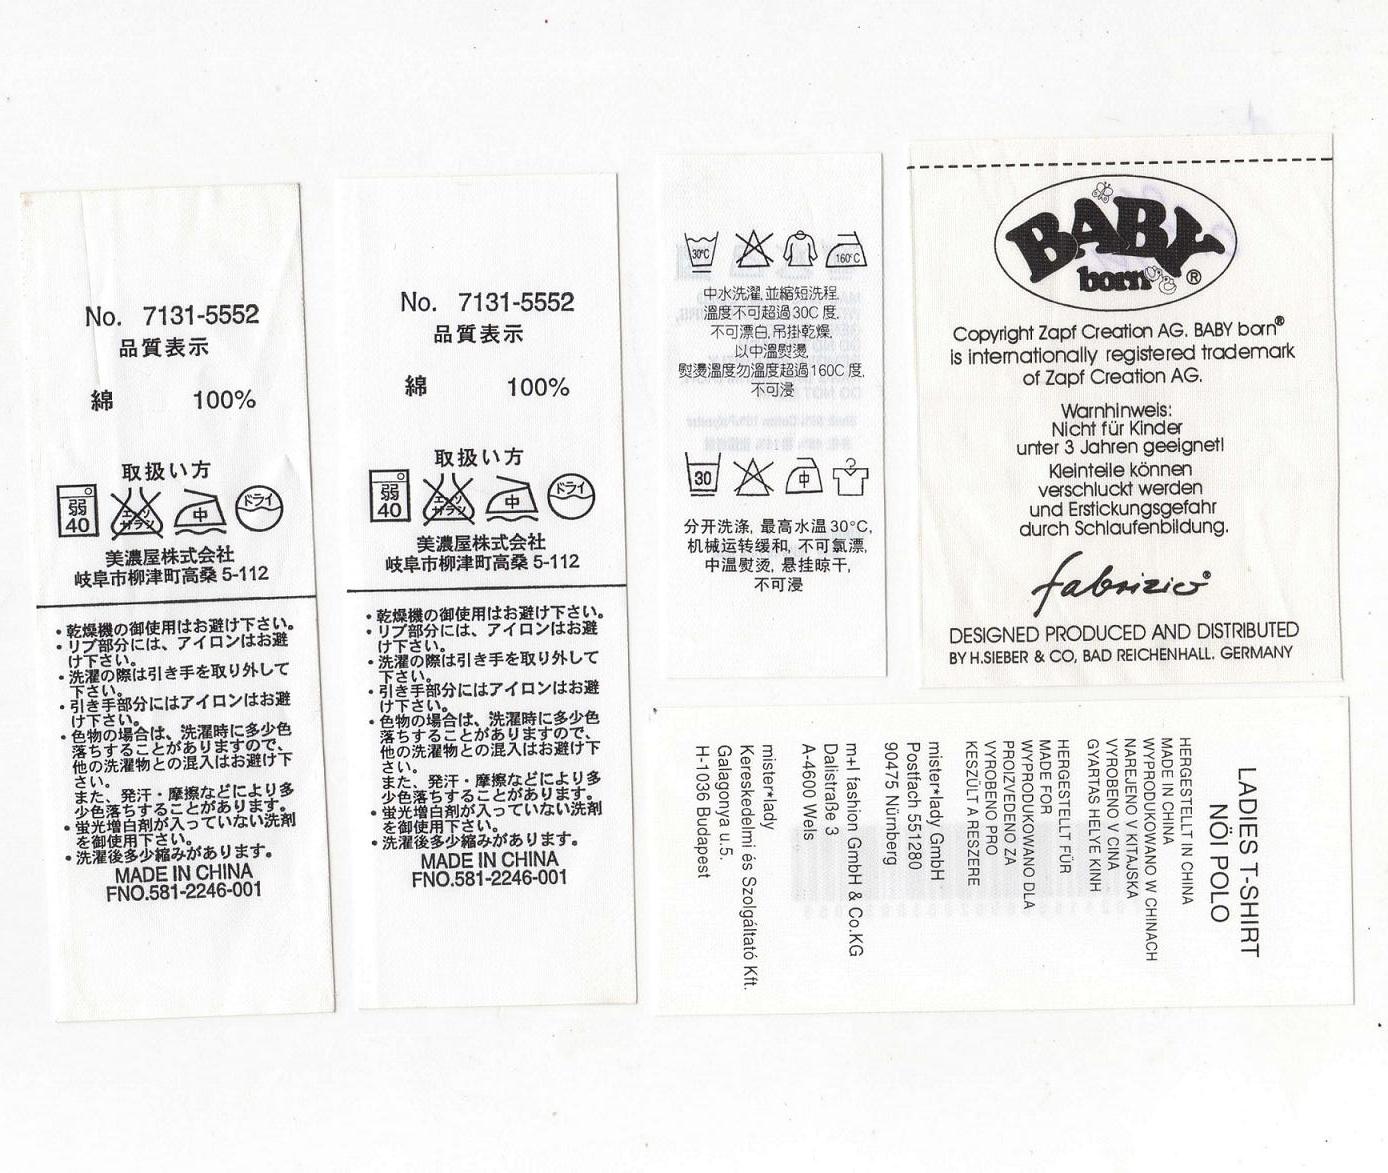 No. 7131-5552
品質表示
綿 100%
取扱い方
弱
40
エンソ
サラシ
中
ドライ
美濃屋株式会社
岐阜市柳津町高桑 5-112
・乾燥機の御使用はお避け下さい。
・リブ部分には、アイロンはお避
け下さい。
・洗濯の際は引き手を取り外して
下さい。
・引き手部分にはアイロンはお避
け下さい。
・色物の場合は、洗濯時に多少色
落ちすることがありますので、
他の洗濯物との混入はお避け下
さい。
また、発汗・摩擦などにより多
少色落ちすることがあります。
・蛍光増白剤が入っていない洗剤
を御使用下さい。
・洗濯後多少縮みがあります。
MADE IN CHINA
FNO.581-2246-001
No. 7131-5552
品質表示
綿 100%
取扱い方
弱
40
エンソ
サラシ
中
ドライ
美濃屋株式会社
岐阜市柳津町高桑 5-112
・乾燥機の御使用はお避け下さい。
・リブ部分には、アイロンはお避
け下さい。
・洗濯の際は引き手を取り外して
下さい。
・引き手部分にはアイロンはお避
け下さい。
・色物の場合は、洗濯時に多少色
落ちすることがありますので、
他の洗濯物との混入はお避け下
さい。
また、発汗・摩擦などにより多
少色落ちすることがあります。
・蛍光増白剤が入っていない洗剤
を御使用下さい。
・洗濯後多少縮みがあります。
MADE IN CHINA
FNO.581-2246-001
30°C 160°C
中水洗濯,並縮短洗程,
溫度不可超過30C 度,
不可漂白,吊掛乾燥,
以中溫熨燙,
熨燙溫度勿溫度超過160C 度,
不可浸
30 中
分开洗涤, 最高水温 30°C,
机械运转缓和, 不可氯漂,
中温熨烫, 悬挂晾干,
不可浸
BABY
born®
Copyright Zapf Creation AG. BABY born®
is internationally registered trademark
of Zapf Creation AG.
Warnhinweis:
Nicht für Kinder
unter 3 Jahren geeignet!
Kleinteile können
verschluckt werden
und Erstickungsgefahr
durch Schlaufenbildung.
fabrizio®
DESIGNED PRODUCED AND DISTRIBUTED
BY H.SIEBER & CO, BAD REICHENHALL. GERMANY
LADIES T-SHIRT
NÖI POLO
HERGESTELLT IN CHINA
MADE IN CHINA
WYPRODUKOWANO W CHINACH
NAREJENO V KITAJSKA
VYROBENO V CINA
GYARTAS HELYE KINH
HERGESTELLT FÜR
MADE FOR
WYPRODUKOWANO DLA
PROIZVEDENO ZA
VYROBENO PRO
KESZÜLT A RESZERE
mister*lady GmbH
Postfach 551280
90475 Nürnberg
m+l fashion GmbH & Co.KG
Dalistraße 3
A-4600 Wels
mister*lady
Kereskedelmi és Szolgáltató Kft.
Galagonya u.5.
H-1036 Budapest